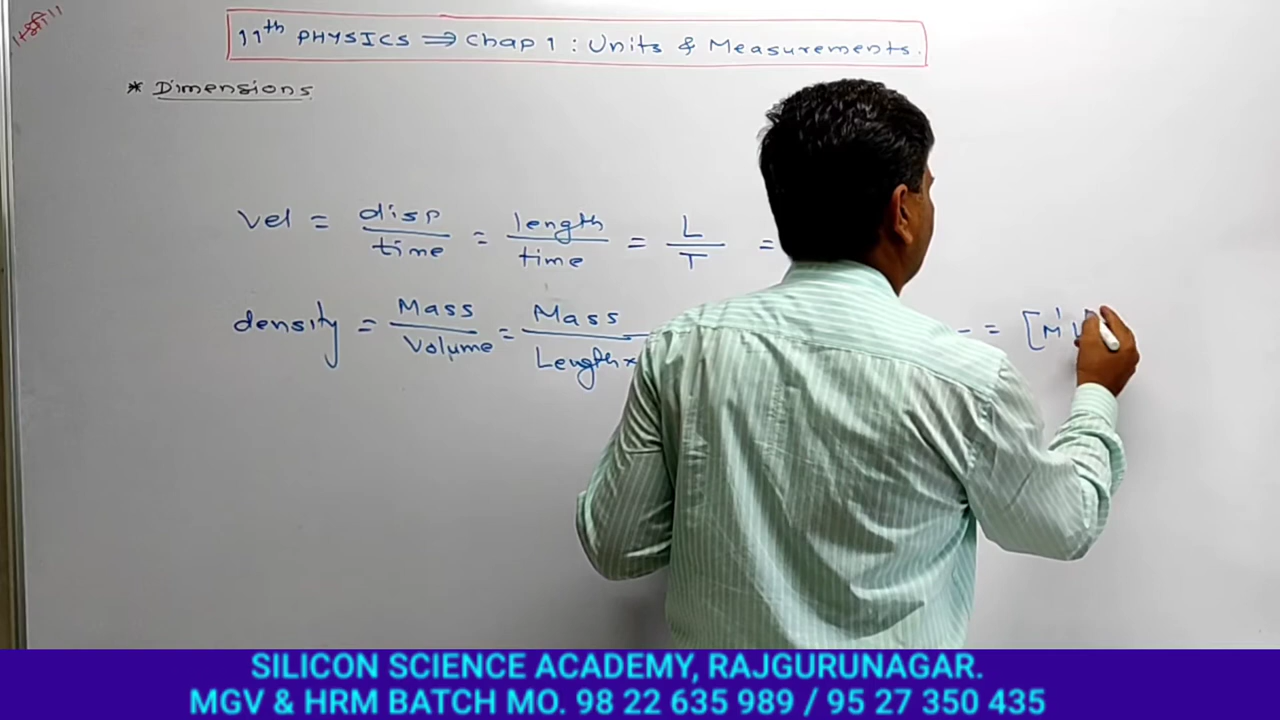 ।।श्री।।
11th PHYSICS ⇒ Chap 1 : Units & Measurements.
* Dimensions
Vel = disp / time = length / time = L / T =
density = Mass / Volume = Mass / Length × = [M¹ L
SILICON SCIENCE ACADEMY, RAJGURUNAGAR.
MGV & HRM BATCH MO. 98 22 635 989 / 95 27 350 435